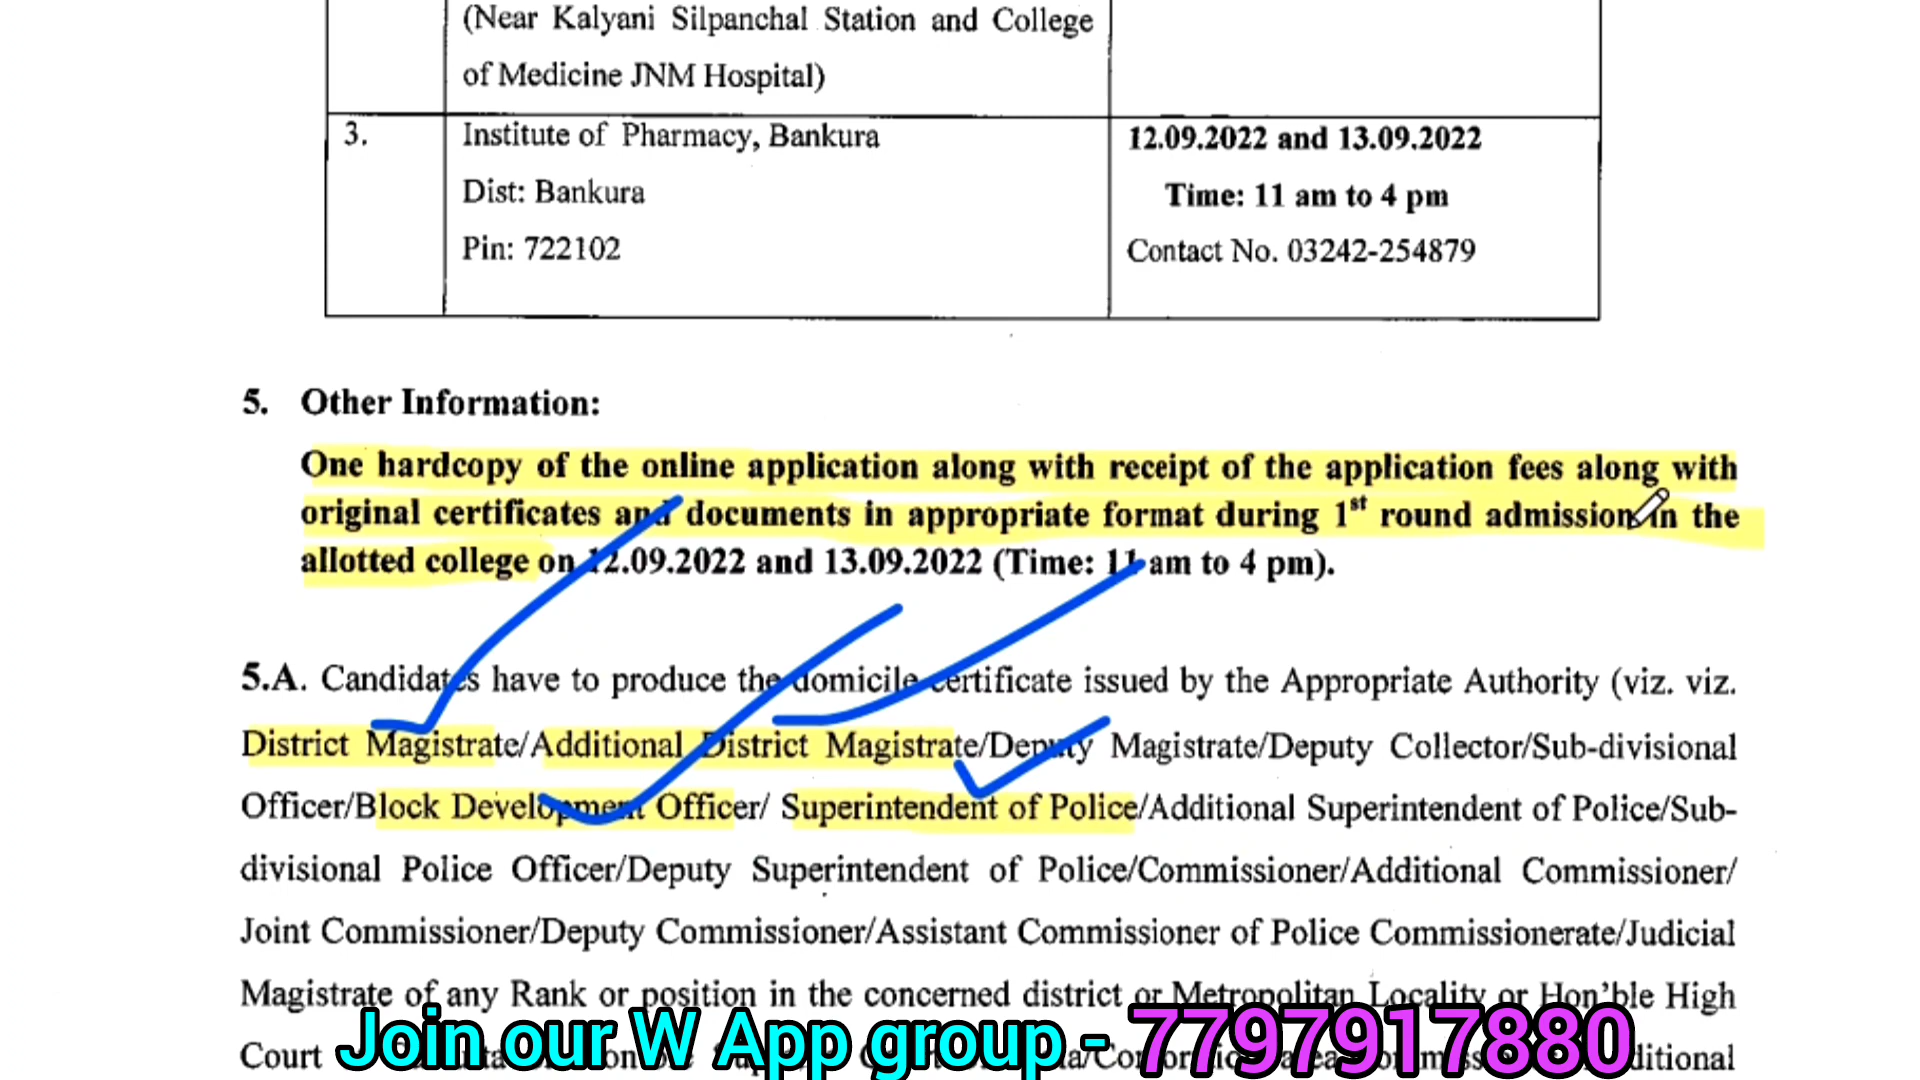 (Near Kalyani Silpanchal Station and College
of Medicine JNM Hospital)
3.
Institute of Pharmacy, Bankura
Dist: Bankura
Pin: 722102
12.09.2022 and 13.09.2022
Time: 11 am to 4 pm
Contact No. 03242-254879
5. Other Information:
One hardcopy of the online application along with receipt of the application fees along with
original certificates and documents in appropriate format during 1st round admission in the
allotted college on 12.09.2022 and 13.09.2022 (Time: 11 am to 4 pm).
5.A. Candidates have to produce the domicile certificate issued by the Appropriate Authority (viz. viz.
District Magistrate/Additional District Magistrate/Deputy Magistrate/Deputy Collector/Sub-divisional
Officer/Block Development Officer/ Superintendent of Police/Additional Superintendent of Police/Sub-
divisional Police Officer/Deputy Superintendent of Police/Commissioner/Additional Commissioner/
Joint Commissioner/Deputy Commissioner/Assistant Commissioner of Police Commissionerate/Judicial
Magistrate of any Rank or position in the concerned district or Metropolitan Locality or Hon'ble High
Court
Join our W App group - 7797917880